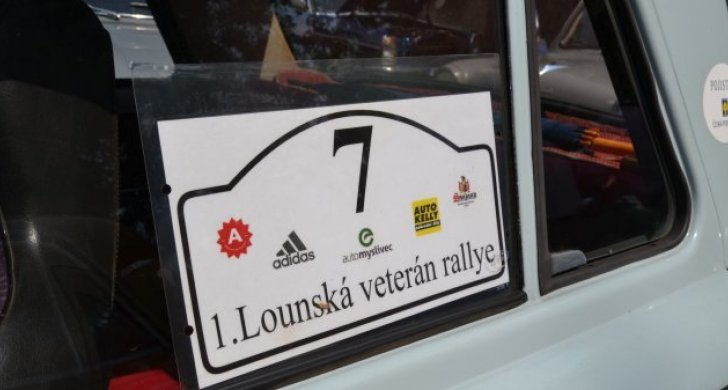 7
A
adidas
automyslivec
AUTO
KELLY
1.Lounská veterán rallye